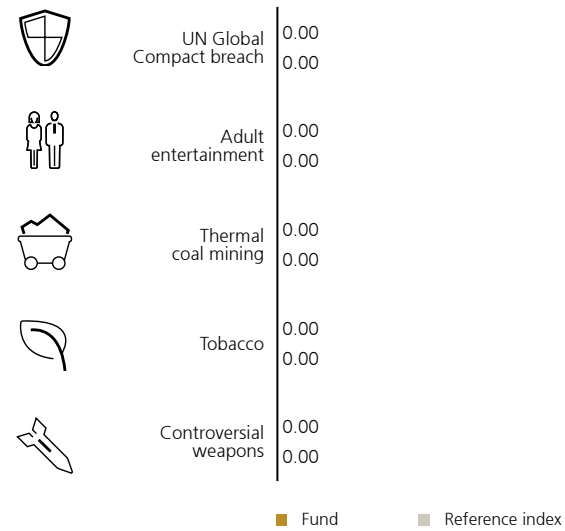 UN Global
Compact breach
0.00
0.00
Adult
entertainment
0.00
0.00
Thermal
coal mining
0.00
0.00
Tobacco
0.00
0.00
Controversial
weapons
0.00
0.00
Fund
Reference index